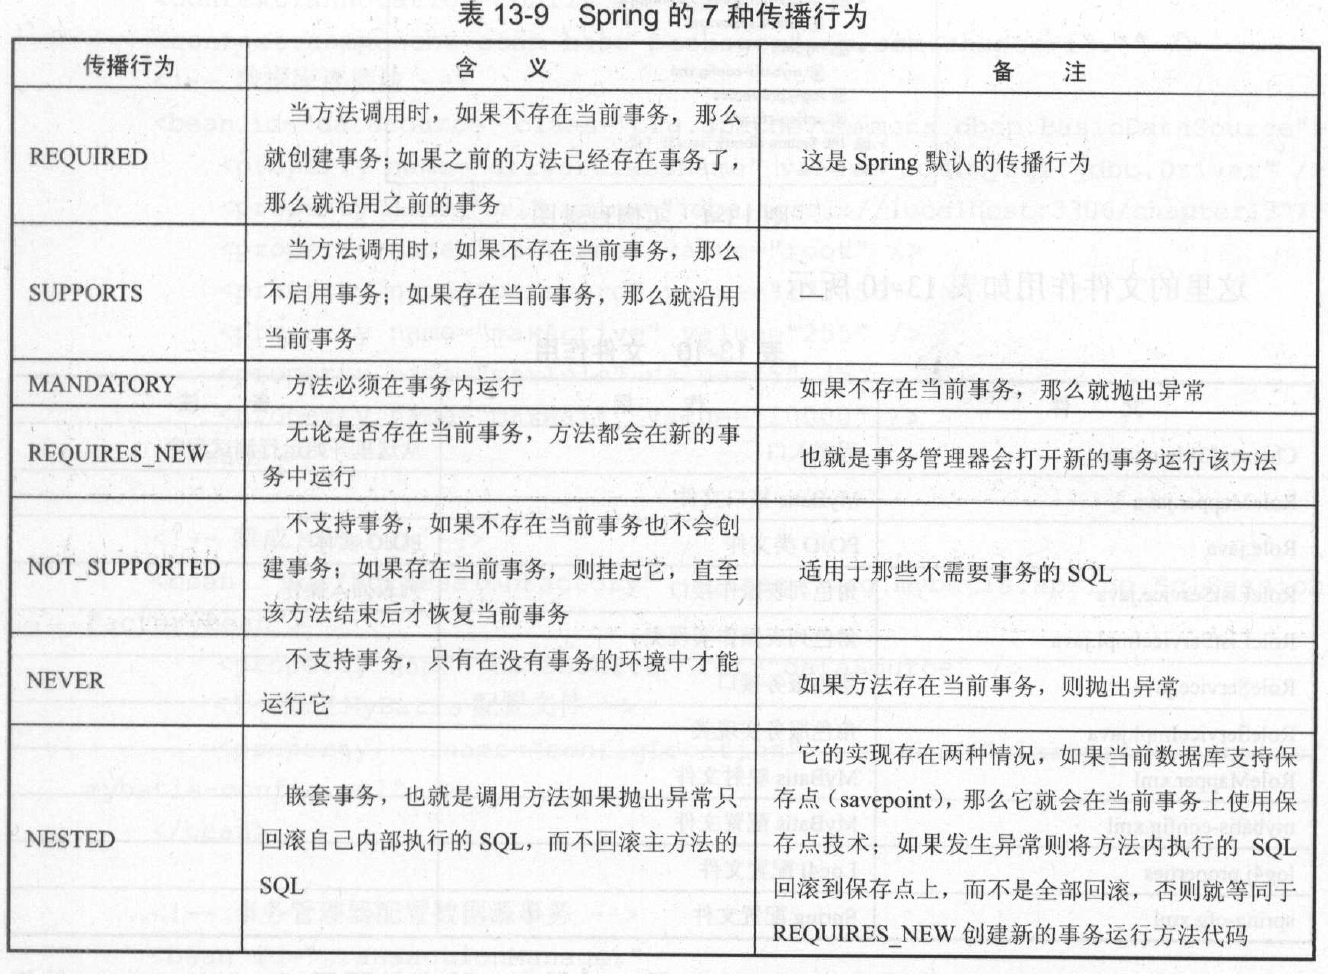 表 13-9 Spring 的 7 种传播行为
传播行为
含 义
备 注
REQUIRED
当方法调用时，如果不存在当前事务，那么
就创建事务；如果之前的方法已经存在事务了，
那么就沿用之前的事务
这是 Spring 默认的传播行为
SUPPORTS
当方法调用时，如果不存在当前事务，那么
不启用事务；如果存在当前事务，那么就沿用
当前事务
MANDATORY
方法必须在事务内运行
如果不存在当前事务，那么就抛出异常
REQUIRES_NEW
无论是否存在当前事务，方法都会在新的事
务中运行
也就是事务管理器会打开新的事务运行该方法
NOT_SUPPORTED
不支持事务，如果不存在当前事务也不会创
建事务；如果存在当前事务，则挂起它，直至
该方法结束后才恢复当前事务
适用于那些不需要事务的 SQL
NEVER
不支持事务，只有在没有事务的环境中才能
运行它
如果方法存在当前事务，则抛出异常
NESTED
嵌套事务，也就是调用方法如果抛出异常只
回滚自己内部执行的 SQL，而不回滚主方法的
SQL
它的实现存在两种情况，如果当前数据库支持保
存点（savepoint），那么它就会在当前事务上使用保
存点技术；如果发生异常则将方法内执行的 SQL
回滚到保存点上，而不是全部回滚，否则就等同于
REQUIRES_NEW 创建新的事务运行方法代码